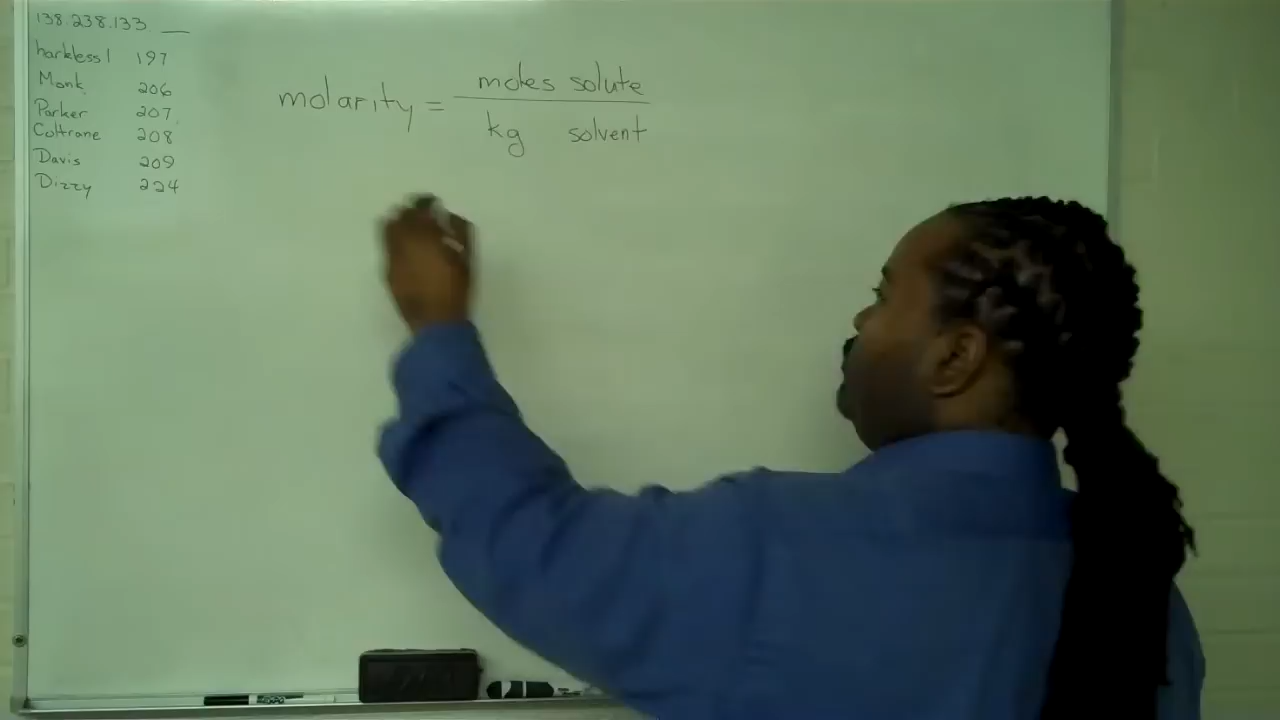 138.238.133 __
harkless1 197
Monk 206
Parker 207
Coltrane 208
Davis 209
Dizzy 224
molarity = moles solute
kg solvent